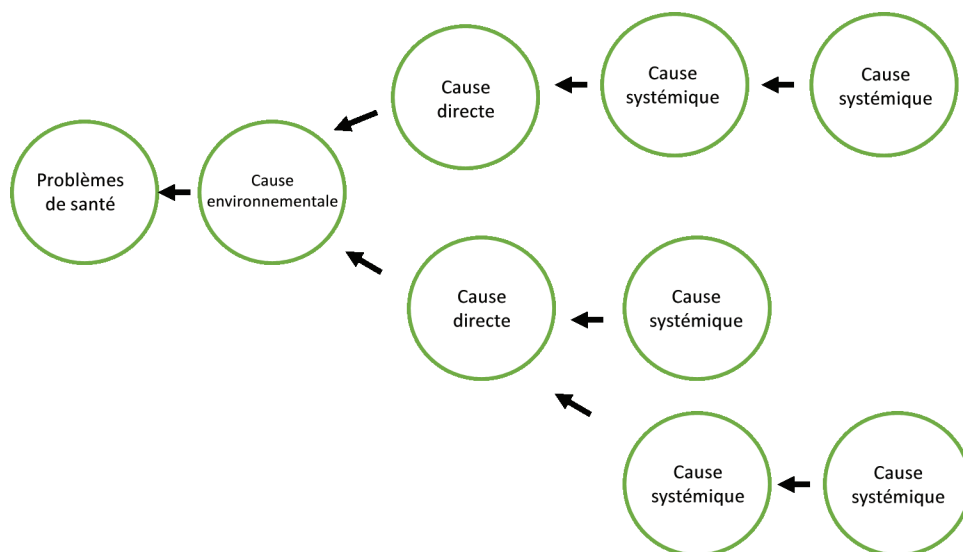 Problèmes
de santé
Cause
environnementale
Cause
directe
Cause
systémique
Cause
systémique
Cause
directe
Cause
systémique
Cause
systémique
Cause
systémique